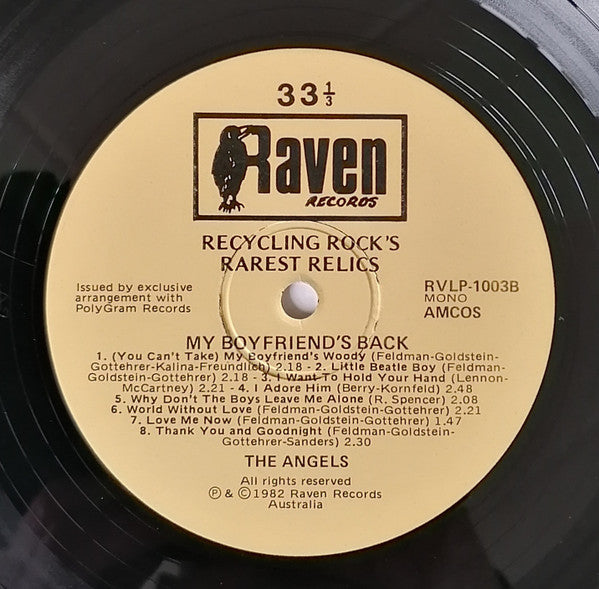 33 1/3
Raven
RECORDS
RECYCLING ROCK'S
RAREST RELICS
Issued by exclusive
arrangement with
PolyGram Records
RVLP-1003B
MONO
AMCOS
MY BOYFRIEND'S BACK
1. (You Can't Take) My Boyfriend's Woody (Feldman-Goldstein-
Gottehrer-Kalina-Freundlich) 2.18 - 2. Little Beatle Boy (Feldman-
Goldstein-Gottehrer) 2.18 - 3. I Want To Hold Your Hand (Lennon-
McCartney) 2.21 - 4. I Adore Him (Berry-Kornfeld) 2.48
5. Why Don't The Boys Leave Me Alone (R. Spencer) 2.08
6. World Without Love (Feldman-Goldstein-Gottehrer) 2.21
7. Love Me Now (Feldman-Goldstein-Gottehrer) 1.47
8. Thank You and Goodnight (Feldman-Goldstein-
Gottehrer-Sanders) 2.30
THE ANGELS
All rights reserved
℗ & ©1982 Raven Records
Australia